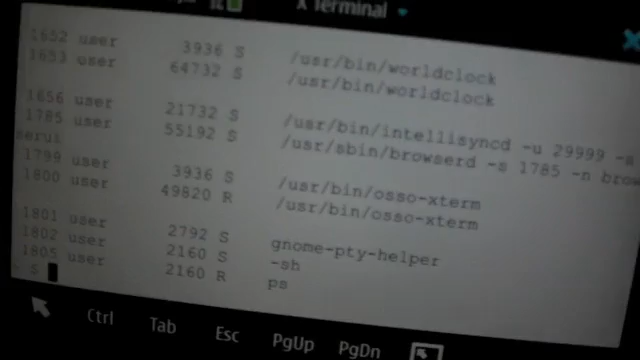 X Terminal
1652 user 3936 S /usr/bin/worldclock
1653 user 64732 S /usr/bin/worldclock
1656 user 21732 S /usr/bin/intellisyncd -u 29999 -a
1785 user 55192 S /usr/sbin/browserd -s 1785 -n brow
serui
1799 user 3936 S /usr/bin/osso-xterm
1800 user 49820 R /usr/bin/osso-xterm
1801 user 2792 S gnome-pty-helper
1802 user 2160 S -sh
1805 user 2160 R ps
~ $
Ctrl Tab Esc PgUp PgDn